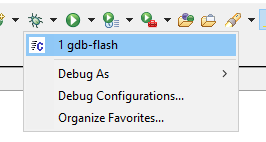 1 gdb-flash
Debug As
Debug Configurations...
Organize Favorites...